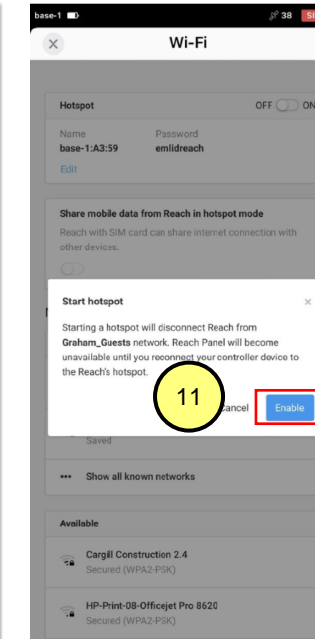 base-1 38 SI
Wi-Fi
Hotspot OFF ON
Name Password
base-1:A3:59 emlidreach
Edit
Share mobile data from Reach in hotspot mode
Reach with SIM card can share internet connection with
other devices.
Start hotspot
Starting a hotspot will disconnect Reach from
Graham_Guests network. Reach Panel will become
unavailable until you reconnect your controller device to
the Reach's hotspot.
11
Cancel Enable
Saved
Show all known networks
Available
Cargill Construction 2.4
Secured (WPA2-PSK)
HP-Print-08-Officejet Pro 8620
Secured (WPA2-PSK)